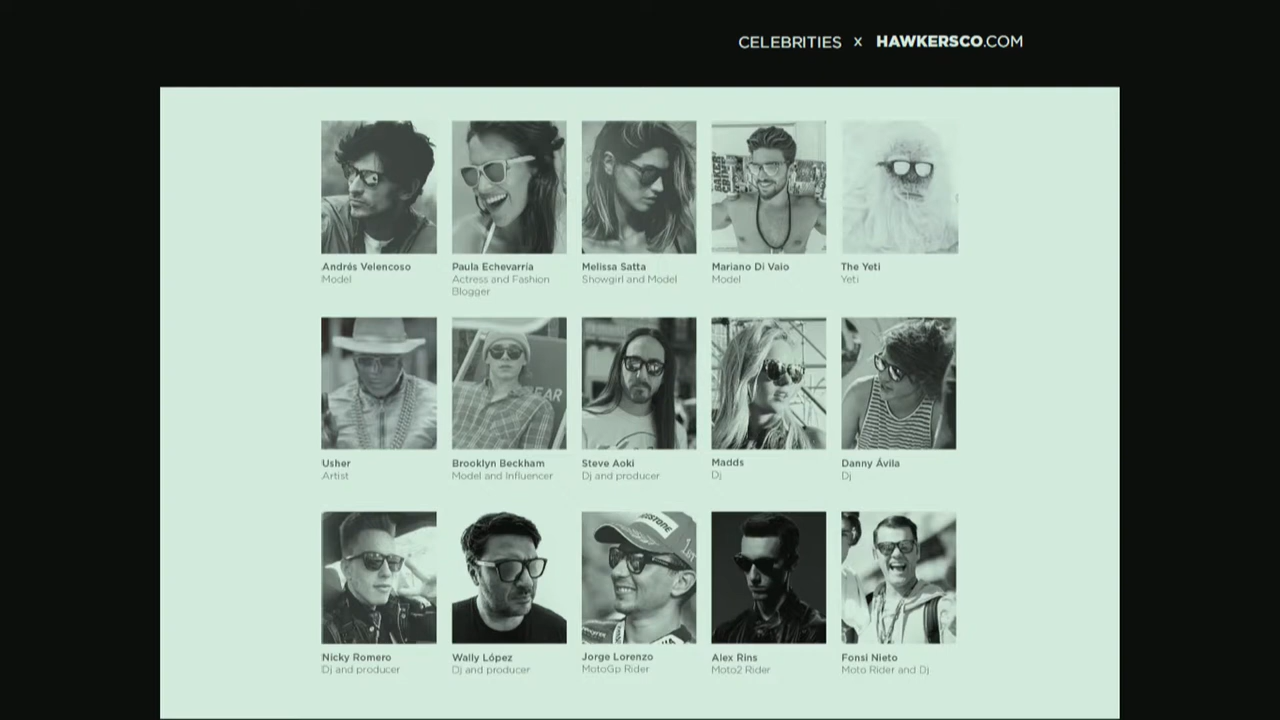 CELEBRITIES x HAWKERSCO.COM
Andrés Velencoso
Model
Paula Echevarría
Actress and Fashion
Blogger
Melissa Satta
Showgirl and Model
Mariano Di Vaio
Model
The Yeti
Yeti
Usher
Artist
Brooklyn Beckham
Model and Influencer
Steve Aoki
Dj and producer
Madds
Dj
Danny Ávila
Dj
Nicky Romero
Dj and producer
Wally López
Dj and producer
Jorge Lorenzo
MotoGp Rider
Alex Rins
Moto2 Rider
Fonsi Nieto
Moto Rider and Dj